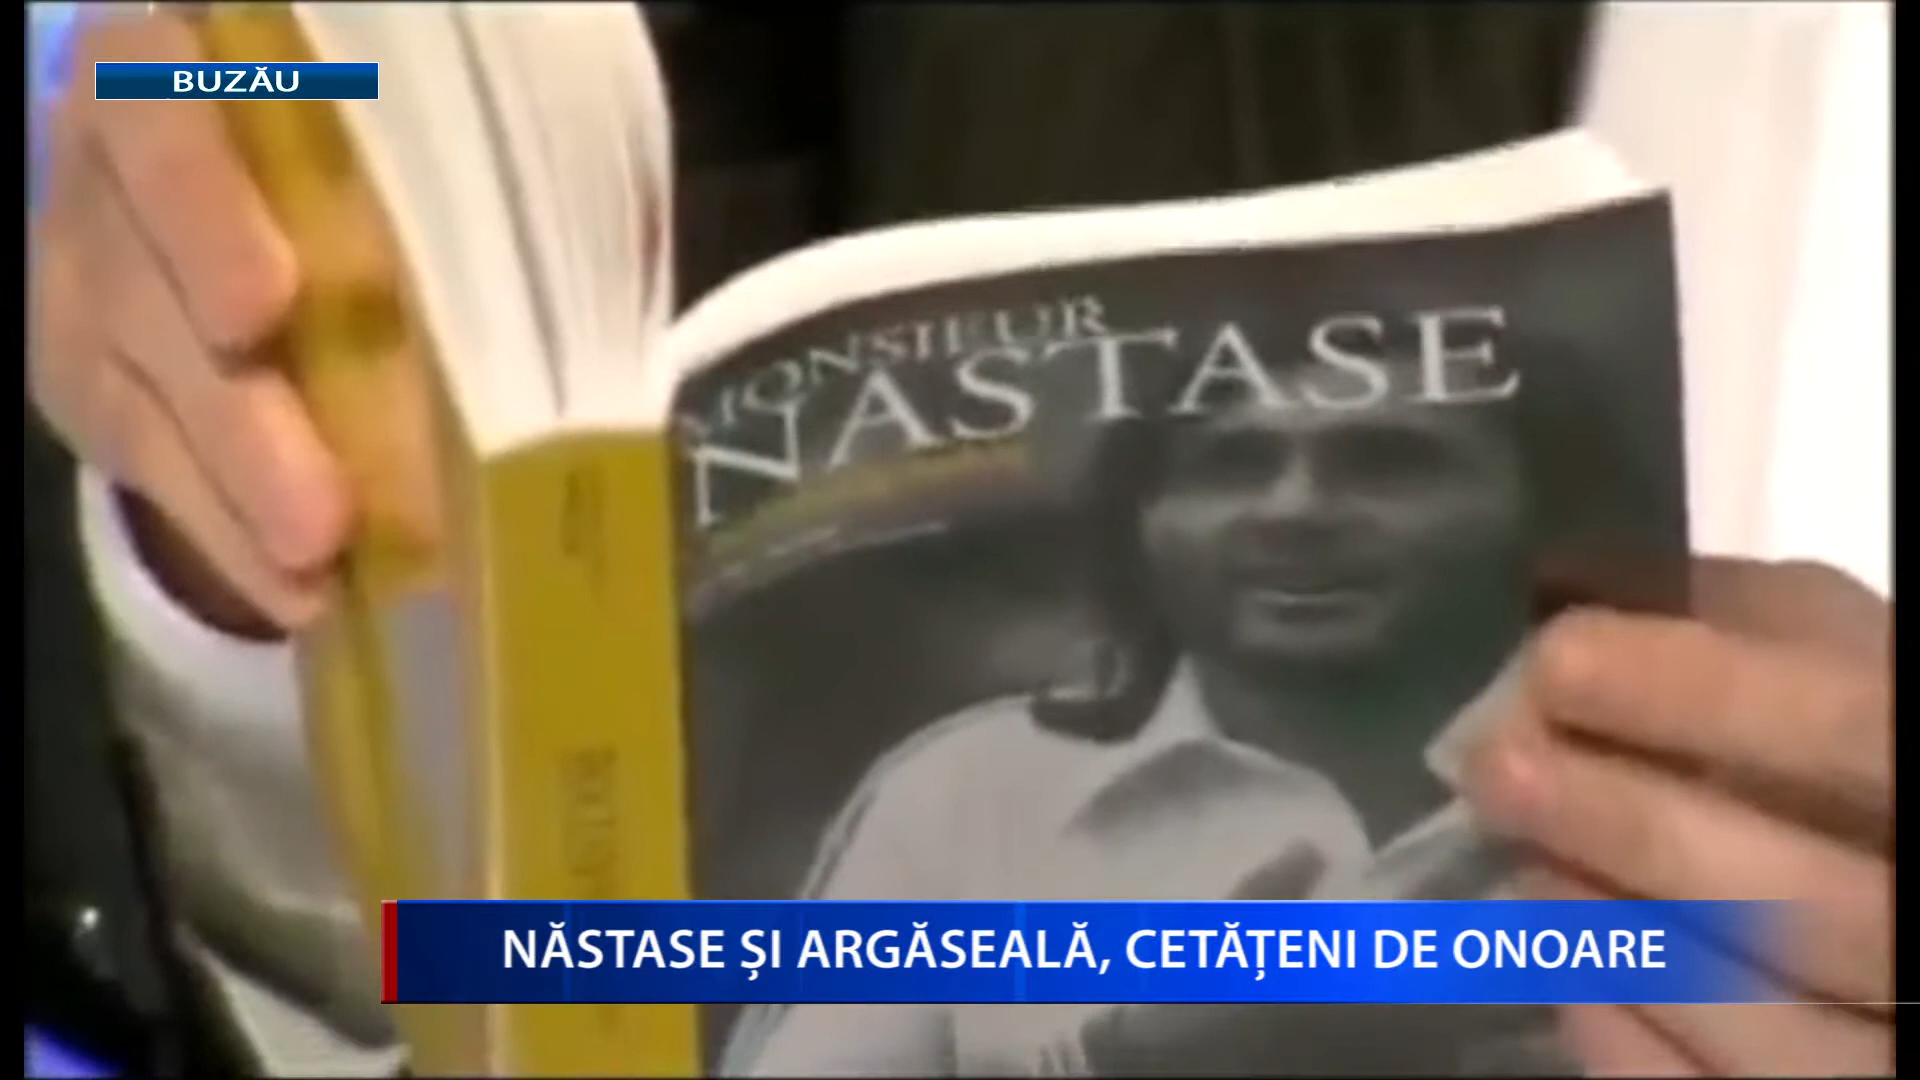 BUZĂU
MONSIEUR
NASTASE
NĂSTASE ȘI ARGĂSEALĂ, CETĂȚENI DE ONOARE